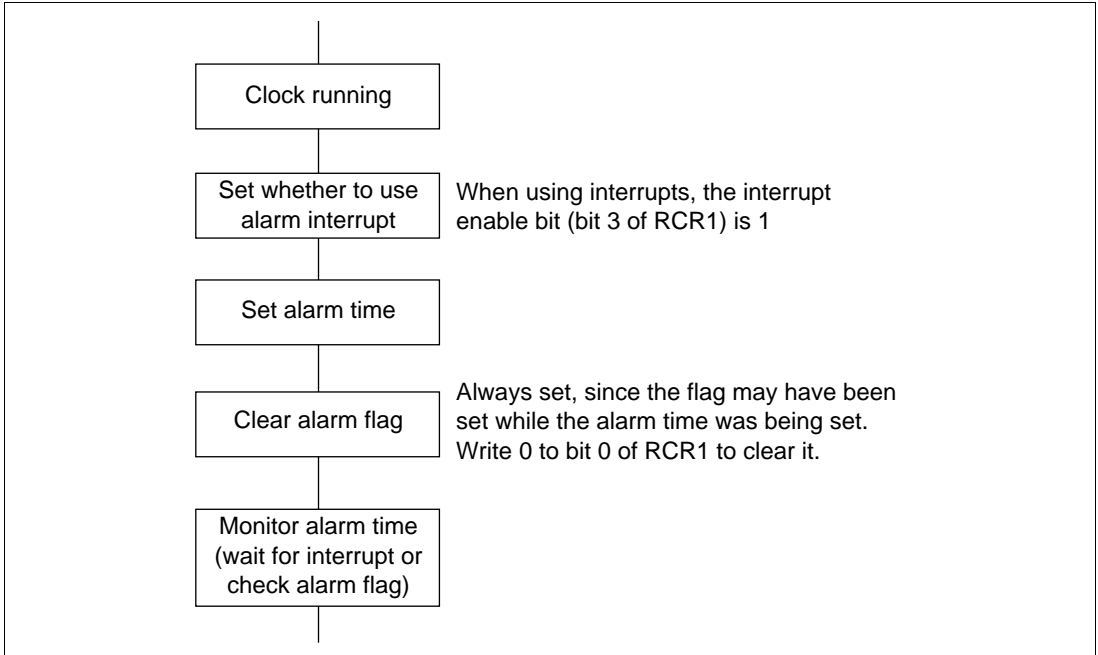 Clock running
Set whether to use
alarm interrupt
When using interrupts, the interrupt
enable bit (bit 3 of RCR1) is 1
Set alarm time
Clear alarm flag
Always set, since the flag may have been
set while the alarm time was being set.
Write 0 to bit 0 of RCR1 to clear it.
Monitor alarm time
(wait for interrupt or
check alarm flag)